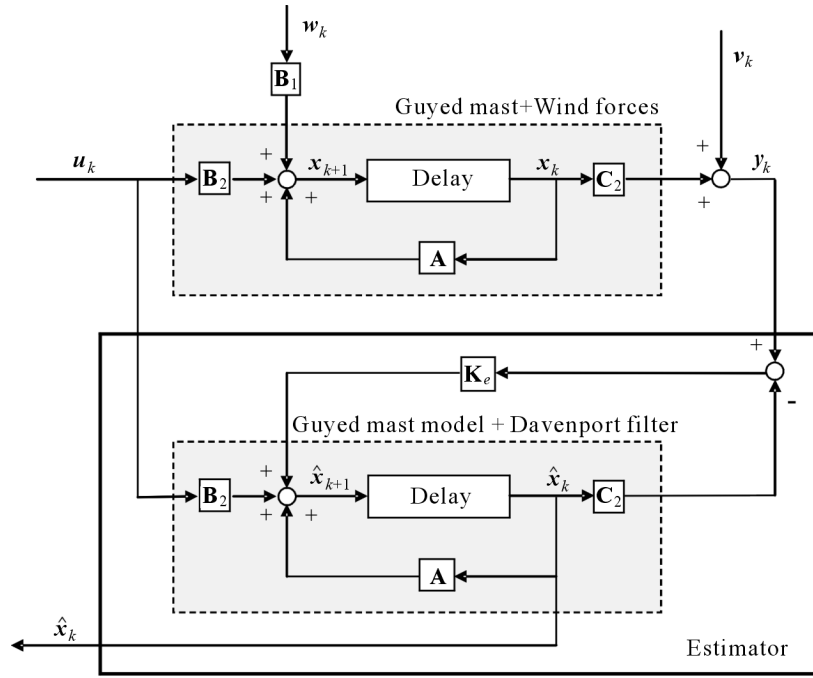 w_k
B_1
v_k
Guyed mast+Wind forces
u_k
+
+
+
B_2
x_{k+1}
Delay
x_k
C_2
+
+
y_k
A
+
K_e
-
Guyed mast model + Davenport filter
+
+
+
B_2
x̂_{k+1}
Delay
x̂_k
C_2
A
x̂_k
Estimator